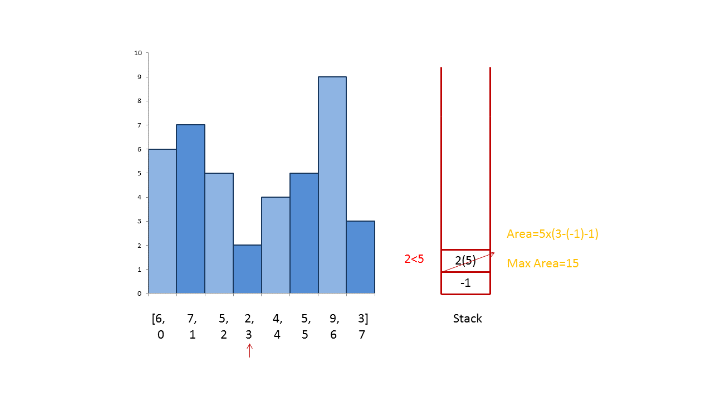 10
9
8
7
6
5
4
3
2
1
0
[6, 7, 5, 2, 4, 5, 9, 3]
0 1 2 3 4 5 6 7
2<5
2(5)
-1
Stack
Area=5x(3-(-1)-1)
Max Area=15